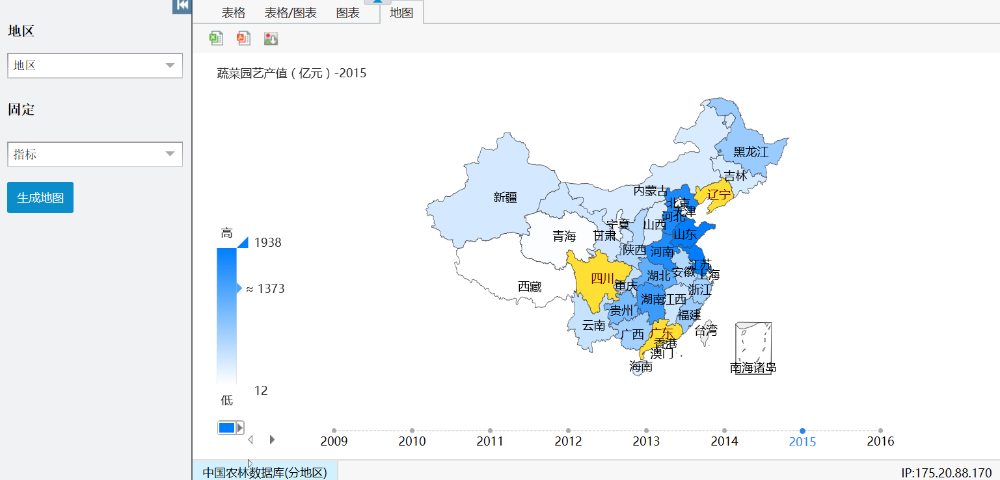 地区
地区
固定
指标
生成地图
表格 表格/图表 图表 地图
蔬菜园艺产值（亿元）-2015
高
1938
≈ 1373
12
低
黑龙江
吉林
辽宁
内蒙古
新疆
北京
天津
河北
宁夏
山西
山东
青海
甘肃
陕西
河南
江苏
四川
湖北
安徽
上海
西藏
重庆
浙江
湖南
江西
贵州
福建
云南
广西
广东
台湾
香港
澳门
海南
南海诸岛
2009 2010 2011 2012 2013 2014 2015 2016
中国农林数据库(分地区)
IP:175.20.88.170